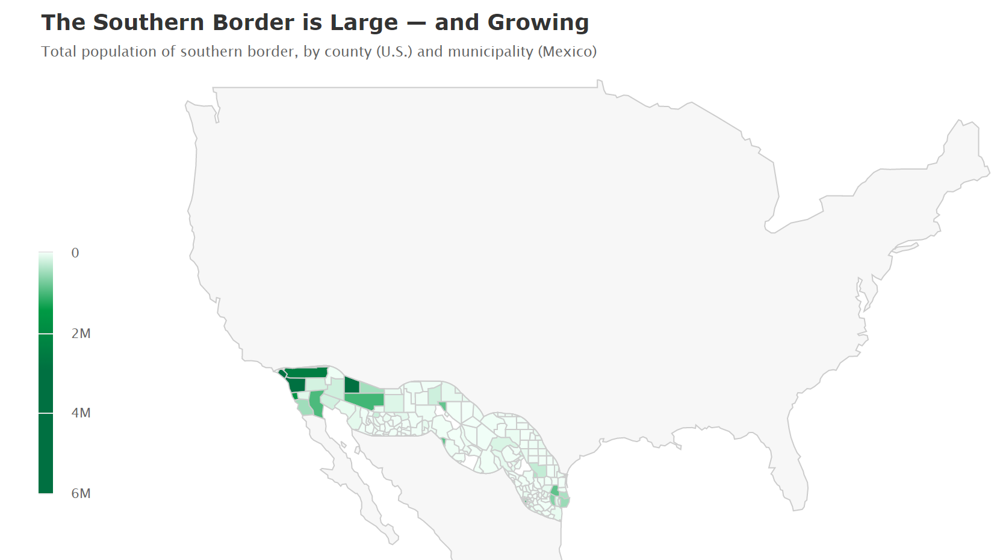 The Southern Border is Large — and Growing
Total population of southern border, by county (U.S.) and municipality (Mexico)
0
2M
4M
6M